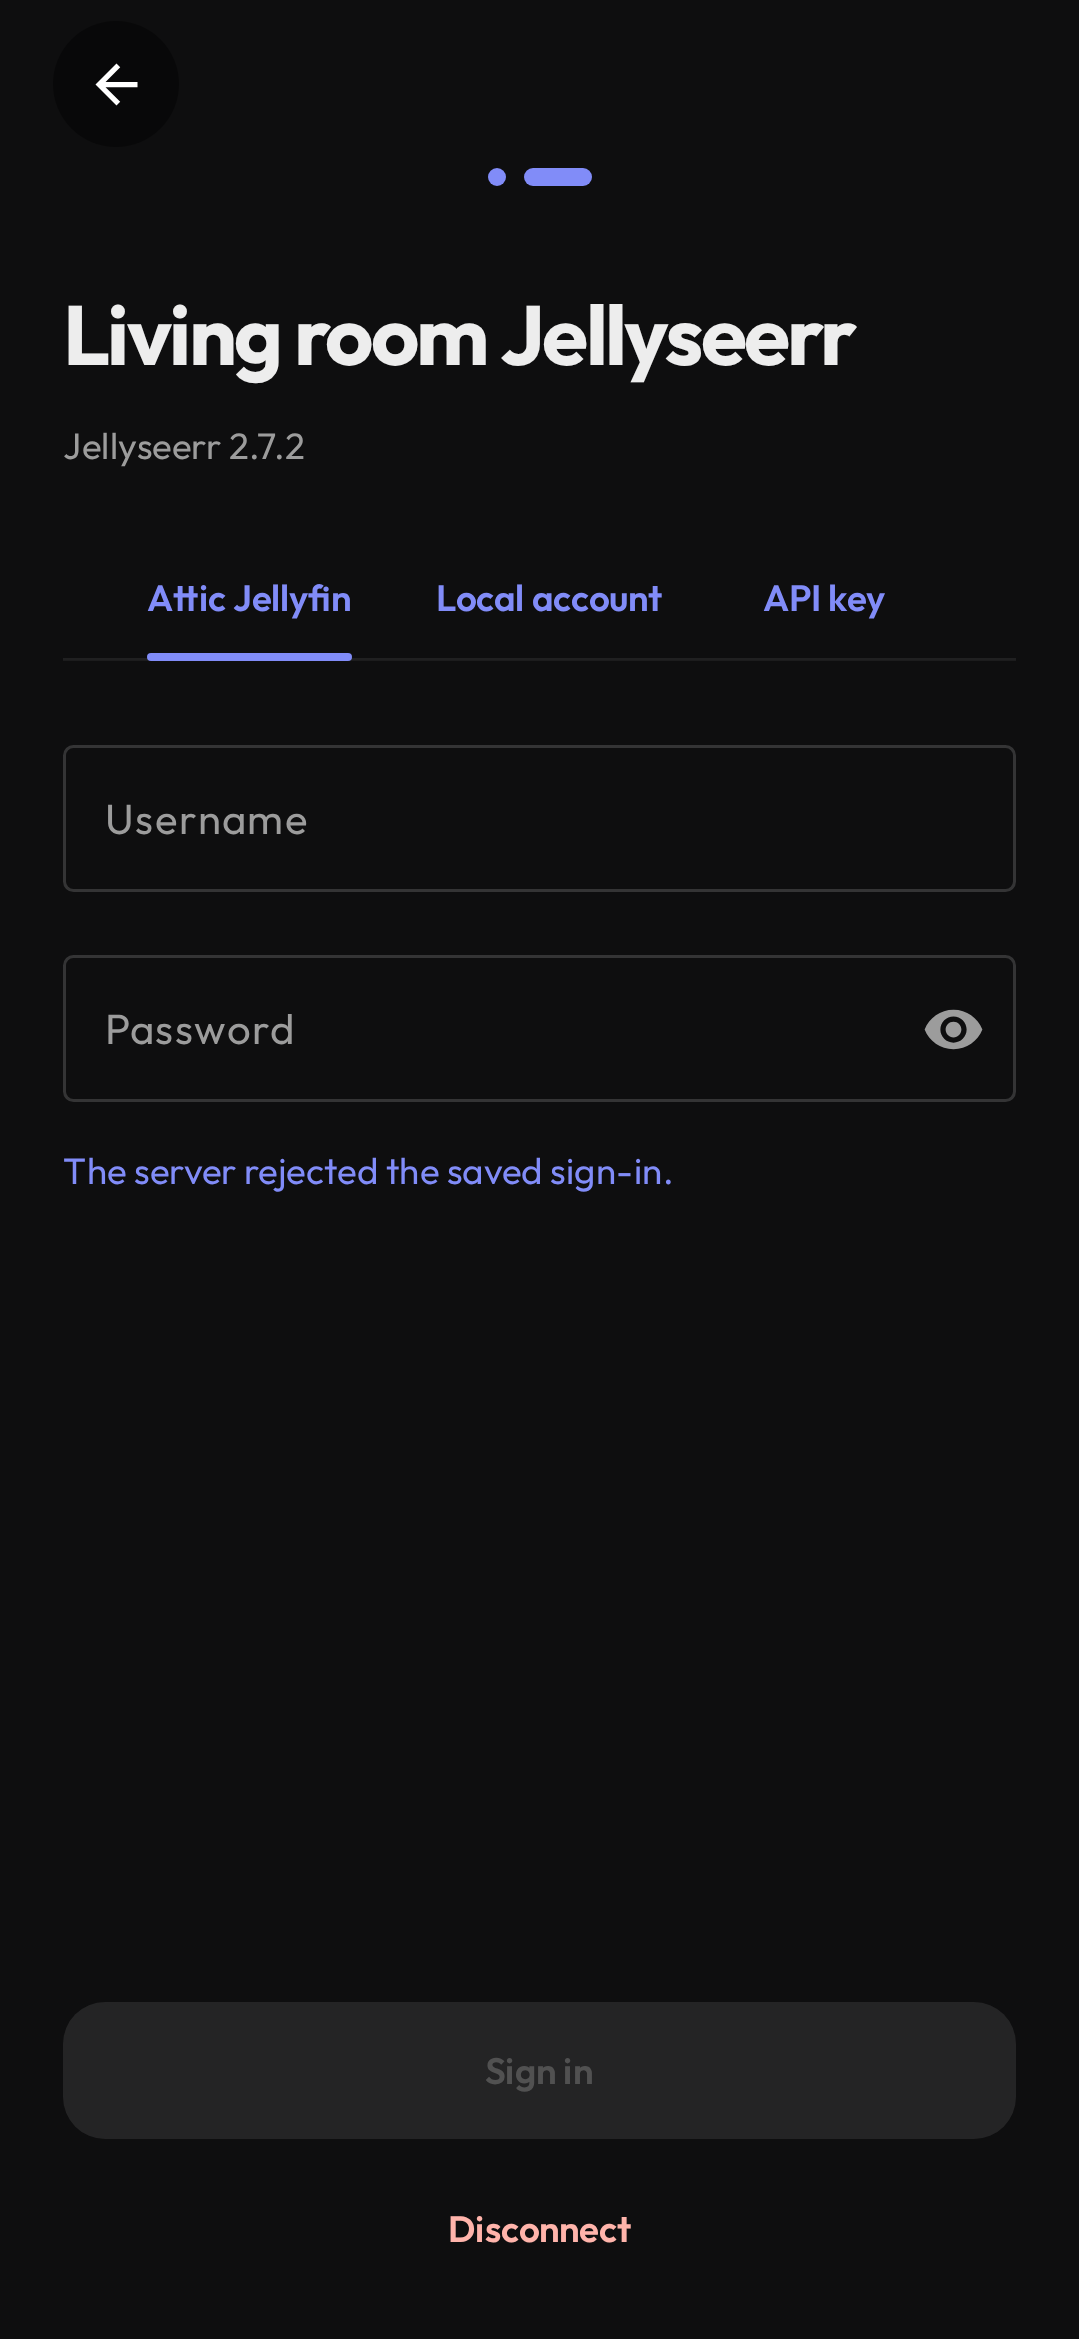 Living room Jellyseerr
Jellyseerr 2.7.2
Attic Jellyfin
Local account
API key
Username
Password
The server rejected the saved sign-in.
Sign in
Disconnect